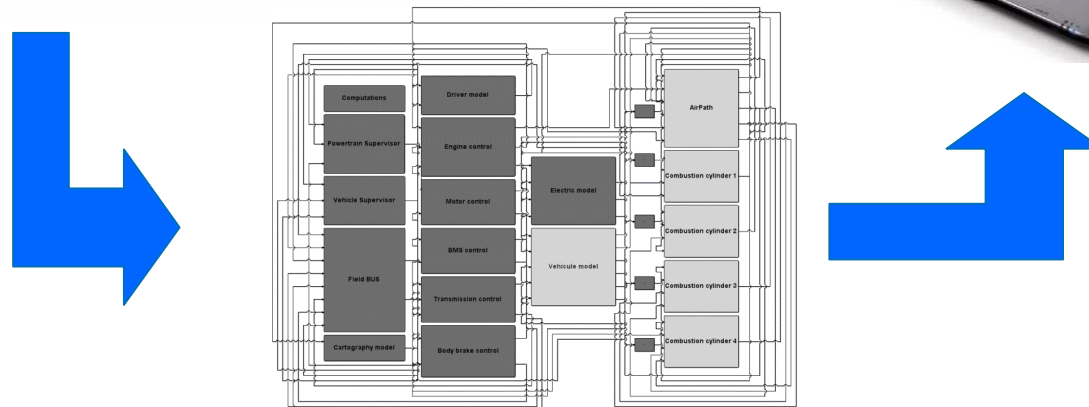 Computations
Powertrain Supervisor
Vehicle Supervisor
Field BUS
Cartography model
Driver model
Engine control
Motor control
BMS control
Transmission control
Body brake control
Electric model
Vehicule model
AirPath
Combustion cylinder 1
Combustion cylinder 2
Combustion cylinder 3
Combustion cylinder 4